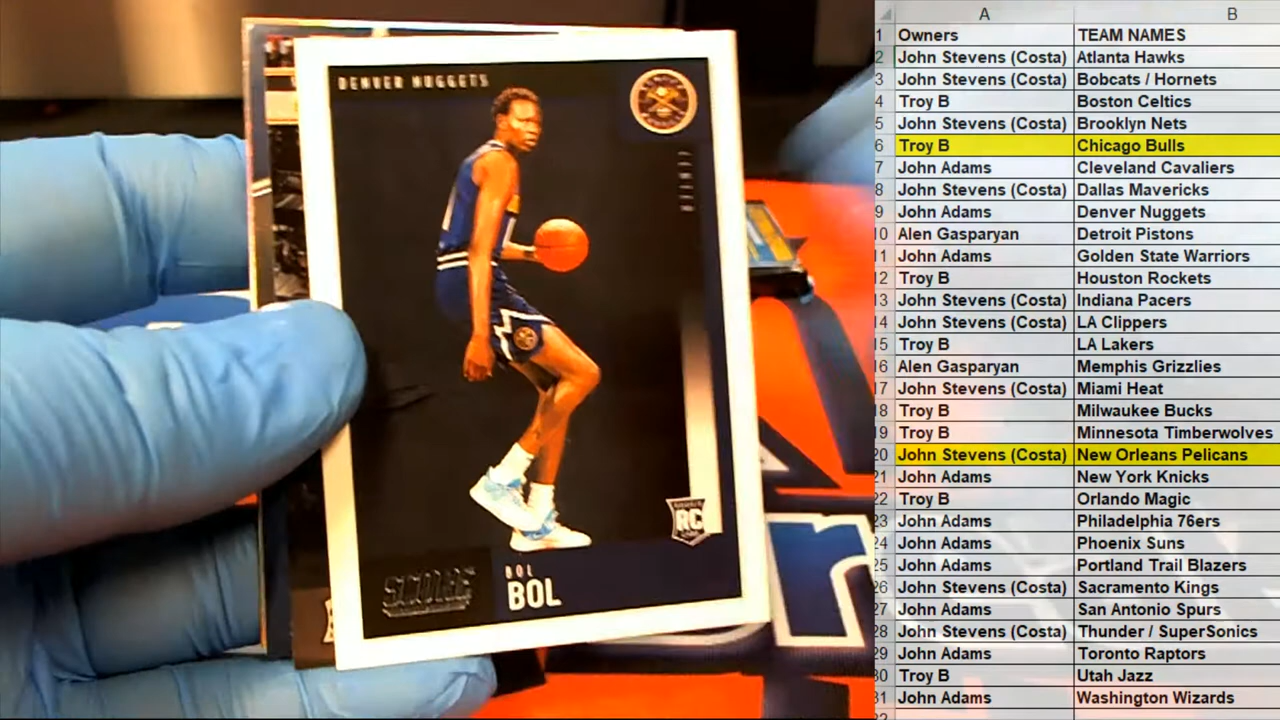 DENVER NUGGETS
RC
SCORE
BOL
BOL
A B
1 Owners TEAM NAMES
2 John Stevens (Costa) Atlanta Hawks
3 John Stevens (Costa) Bobcats / Hornets
4 Troy B Boston Celtics
5 John Stevens (Costa) Brooklyn Nets
6 Troy B Chicago Bulls
7 John Adams Cleveland Cavaliers
8 John Stevens (Costa) Dallas Mavericks
9 John Adams Denver Nuggets
10 Alen Gasparyan Detroit Pistons
11 John Adams Golden State Warriors
12 Troy B Houston Rockets
13 John Stevens (Costa) Indiana Pacers
14 John Stevens (Costa) LA Clippers
15 Troy B LA Lakers
16 Alen Gasparyan Memphis Grizzlies
17 John Stevens (Costa) Miami Heat
18 Troy B Milwaukee Bucks
19 Troy B Minnesota Timberwolves
20 John Stevens (Costa) New Orleans Pelicans
21 John Adams New York Knicks
22 Troy B Orlando Magic
23 John Adams Philadelphia 76ers
24 John Adams Phoenix Suns
25 John Adams Portland Trail Blazers
26 John Stevens (Costa) Sacramento Kings
27 John Adams San Antonio Spurs
28 John Stevens (Costa) Thunder / SuperSonics
29 John Adams Toronto Raptors
30 Troy B Utah Jazz
31 John Adams Washington Wizards